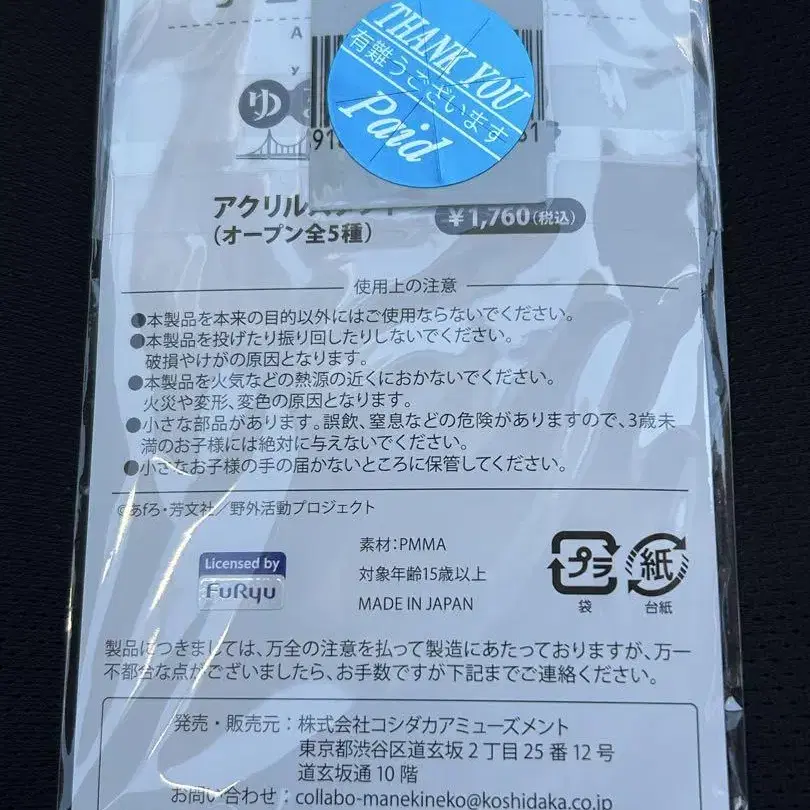 THANK YOU
有難うございます
Paid
ゆ
アクリル
¥1,760(税込)
(オープン全5種)
使用上の注意
●本製品を本来の目的以外にはご使用ならないでください。
●本製品を投げたり振り回したりしないでください。
破損やけがの原因となります。
●本製品を火気などの熱源の近くにおかないでください。
火災や変形、変色の原因となります。
●小さな部品があります。誤飲、窒息などの危険がありますので、3歳未
満のお子様には絶対に与えないでください。
●小さなお子様の手の届かないところに保管してください。
©あfろ・芳文社/野外活動プロジェクト
Licensed by
FuRyu
素材:PMMA
対象年齢15歳以上
MADE IN JAPAN
プラ
袋
紙
台紙
製品につきましては、万全の注意を払って製造にあたっておりますが、万一
不都合な点がございましたら、お手数ですが下記までご連絡ください。
発売・販売元:株式会社コシダカアミューズメント
東京都渋谷区道玄坂2丁目25番12号
道玄坂通10階
お問い合わせ:collabo-manekineko@koshidaka.co.jp